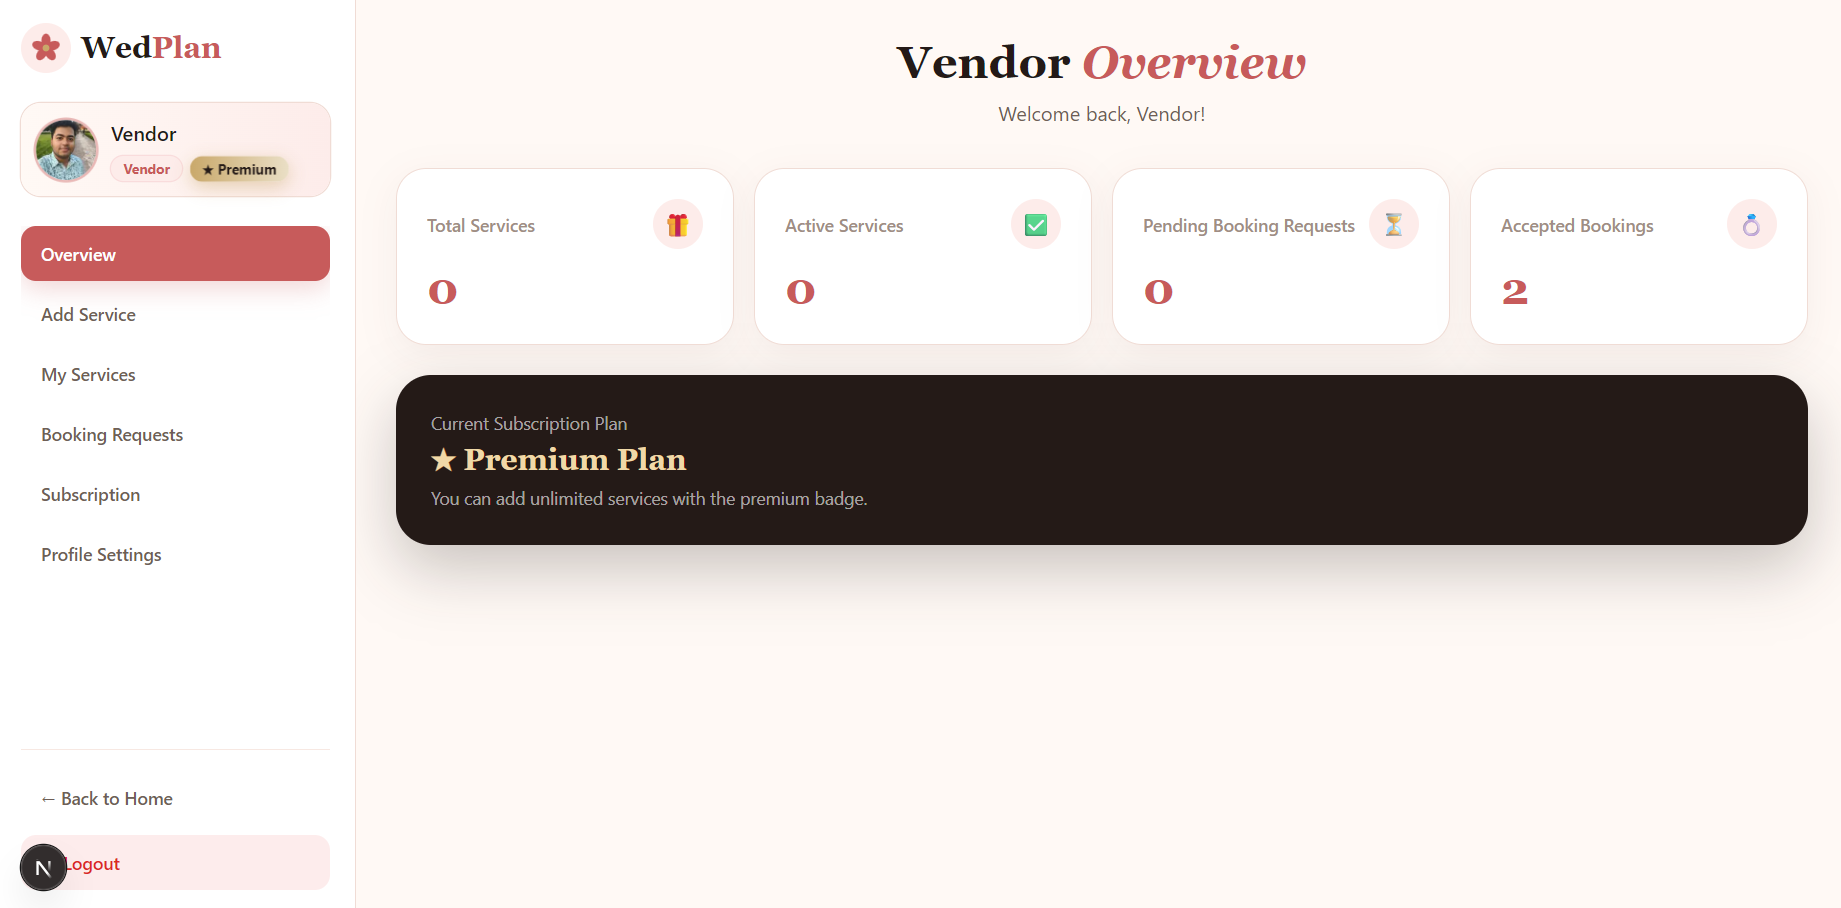 WedPlan
Vendor
Vendor
★ Premium
Overview
Add Service
My Services
Booking Requests
Subscription
Profile Settings
← Back to Home
Logout
N
Vendor Overview
Welcome back, Vendor!
Total Services
0
Active Services
0
Pending Booking Requests
0
Accepted Bookings
2
Current Subscription Plan
★ Premium Plan
You can add unlimited services with the premium badge.